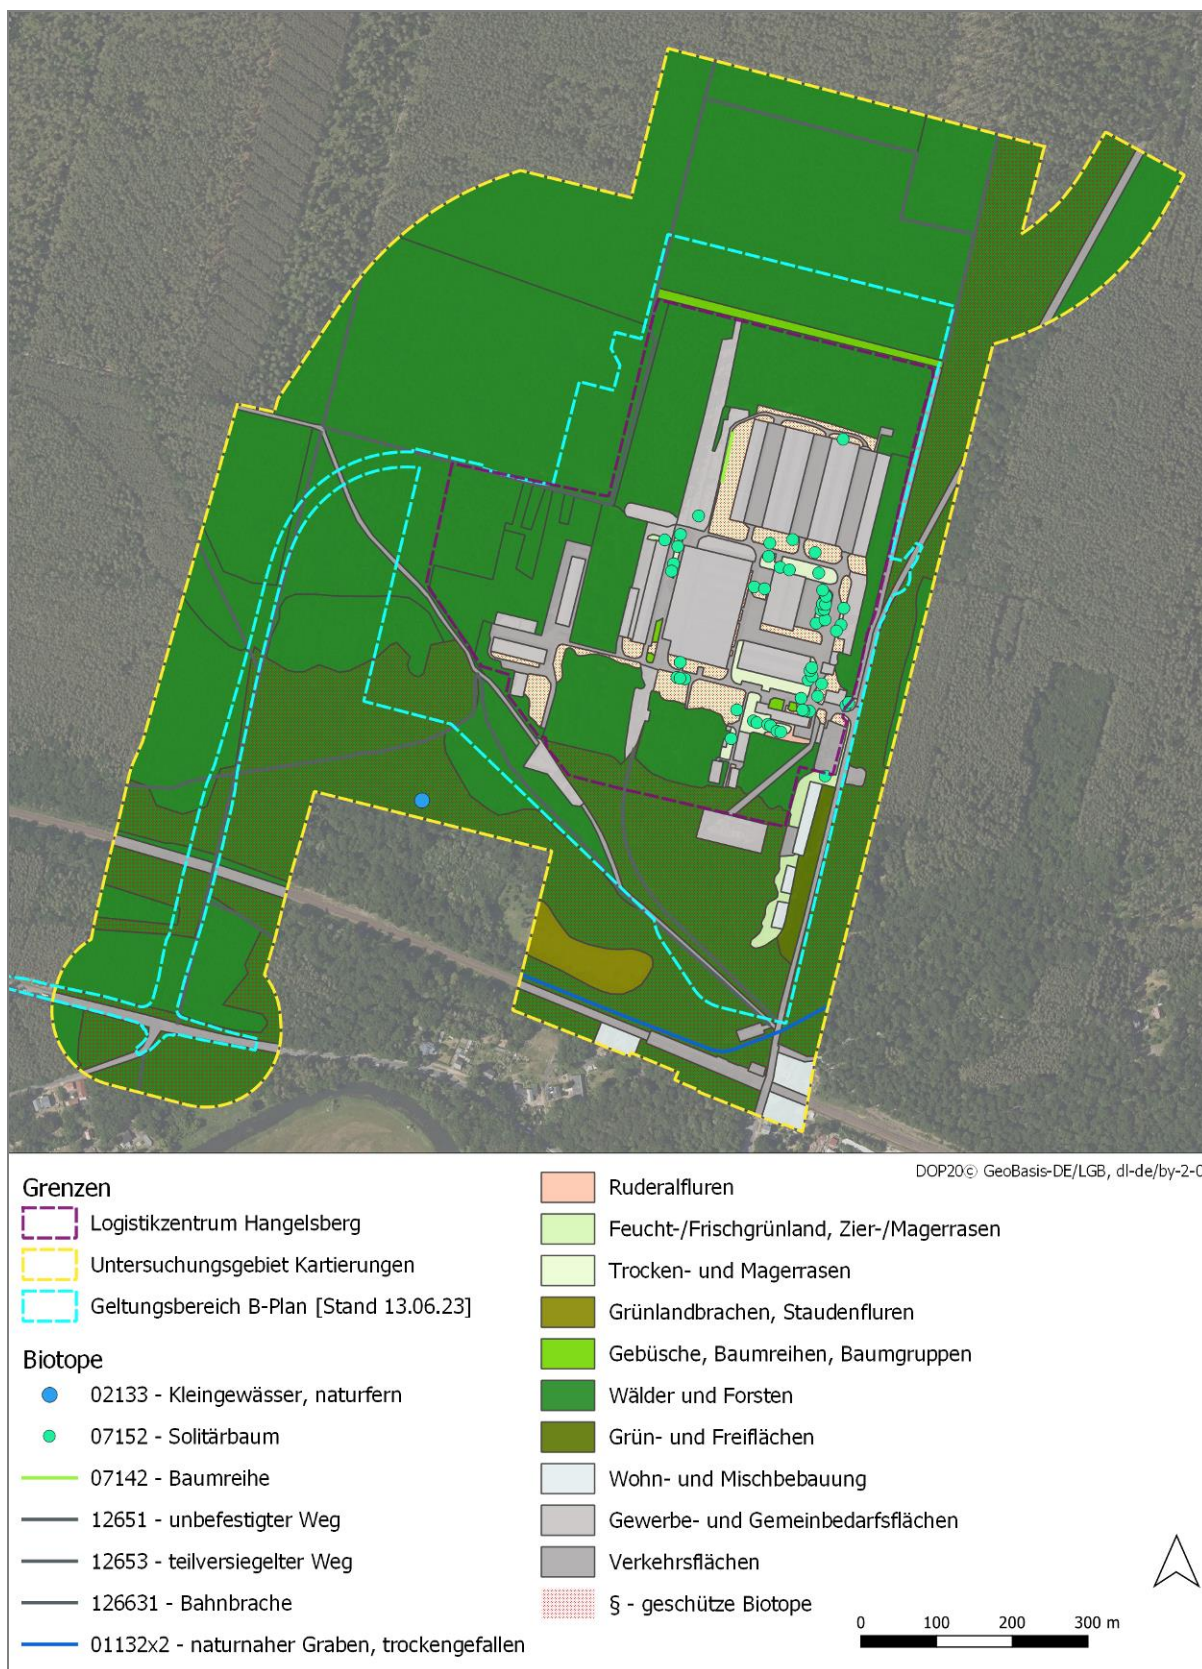 DOP20© GeoBasis-DE/LGB, dl-de/by-2-0
Grenzen
Logistikzentrum Hangelsberg
Untersuchungsgebiet Kartierungen
Geltungsbereich B-Plan [Stand 13.06.23]
Biotope
02133 - Kleingewässer, naturfern
07152 - Solitärbaum
07142 - Baumreihe
12651 - unbefestigter Weg
12653 - teilversiegelter Weg
126631 - Bahnbrache
01132x2 - naturnaher Graben, trockengefallen
Ruderalfluren
Feucht-/Frischgrünland, Zier-/Magerrasen
Trocken- und Magerrasen
Grünlandbrachen, Staudenfluren
Gebüsche, Baumreihen, Baumgruppen
Wälder und Forsten
Grün- und Freiflächen
Wohn- und Mischbebauung
Gewerbe- und Gemeinbedarfsflächen
Verkehrsflächen
§ - geschütze Biotope
0 100 200 300 m